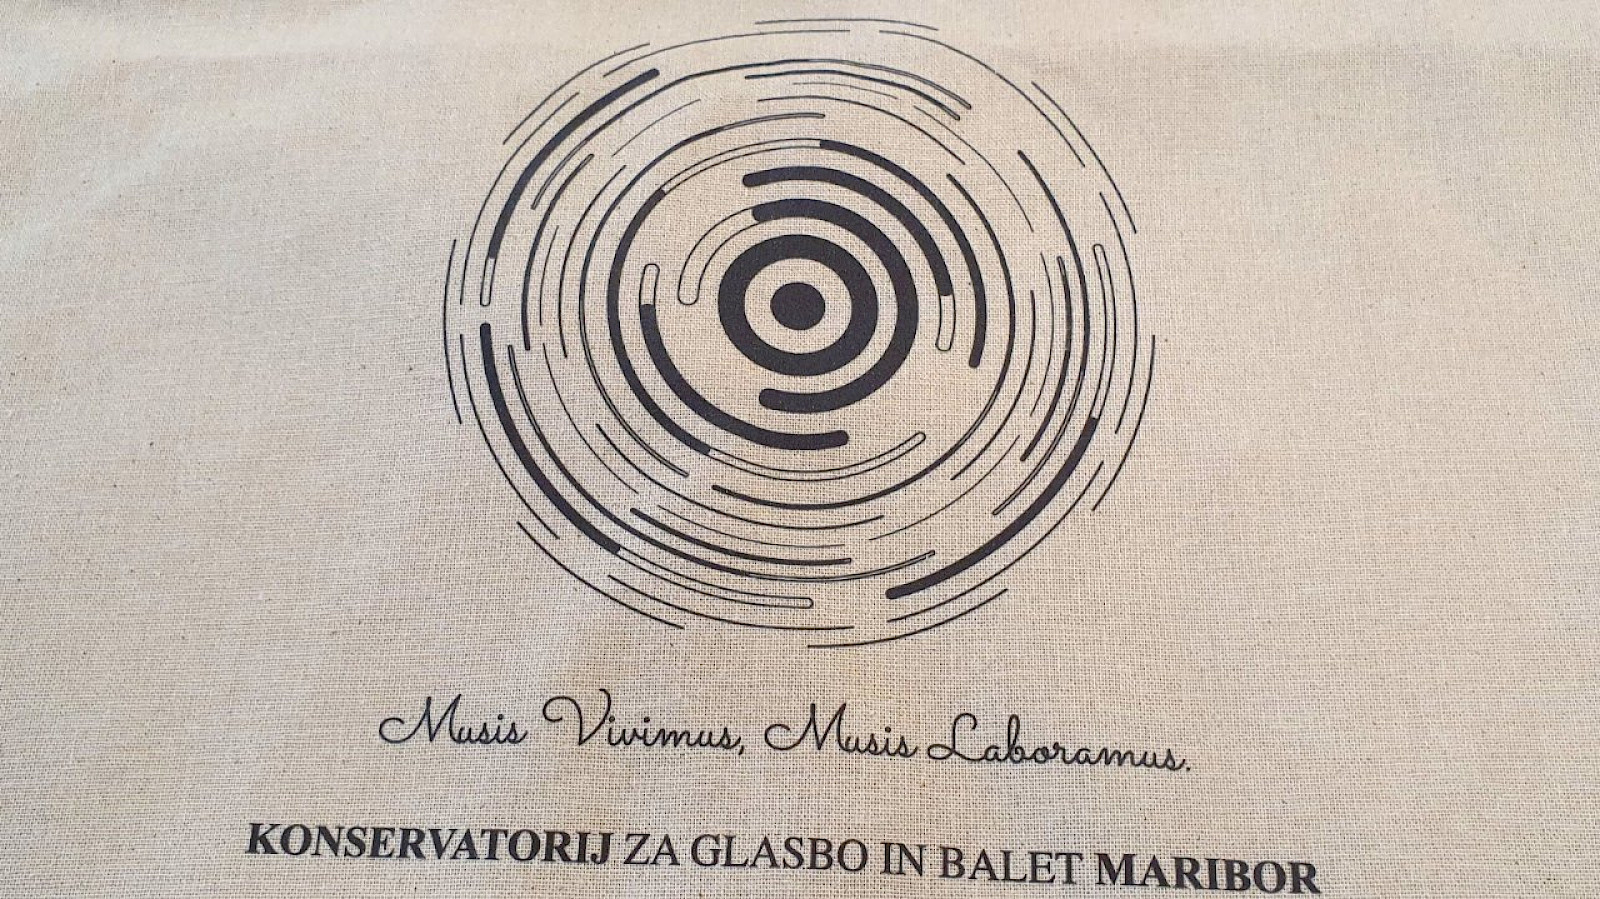 Musis Vivimus, Musis Laboramus.
KONSERVATORIJ ZA GLASBO IN BALET MARIBOR